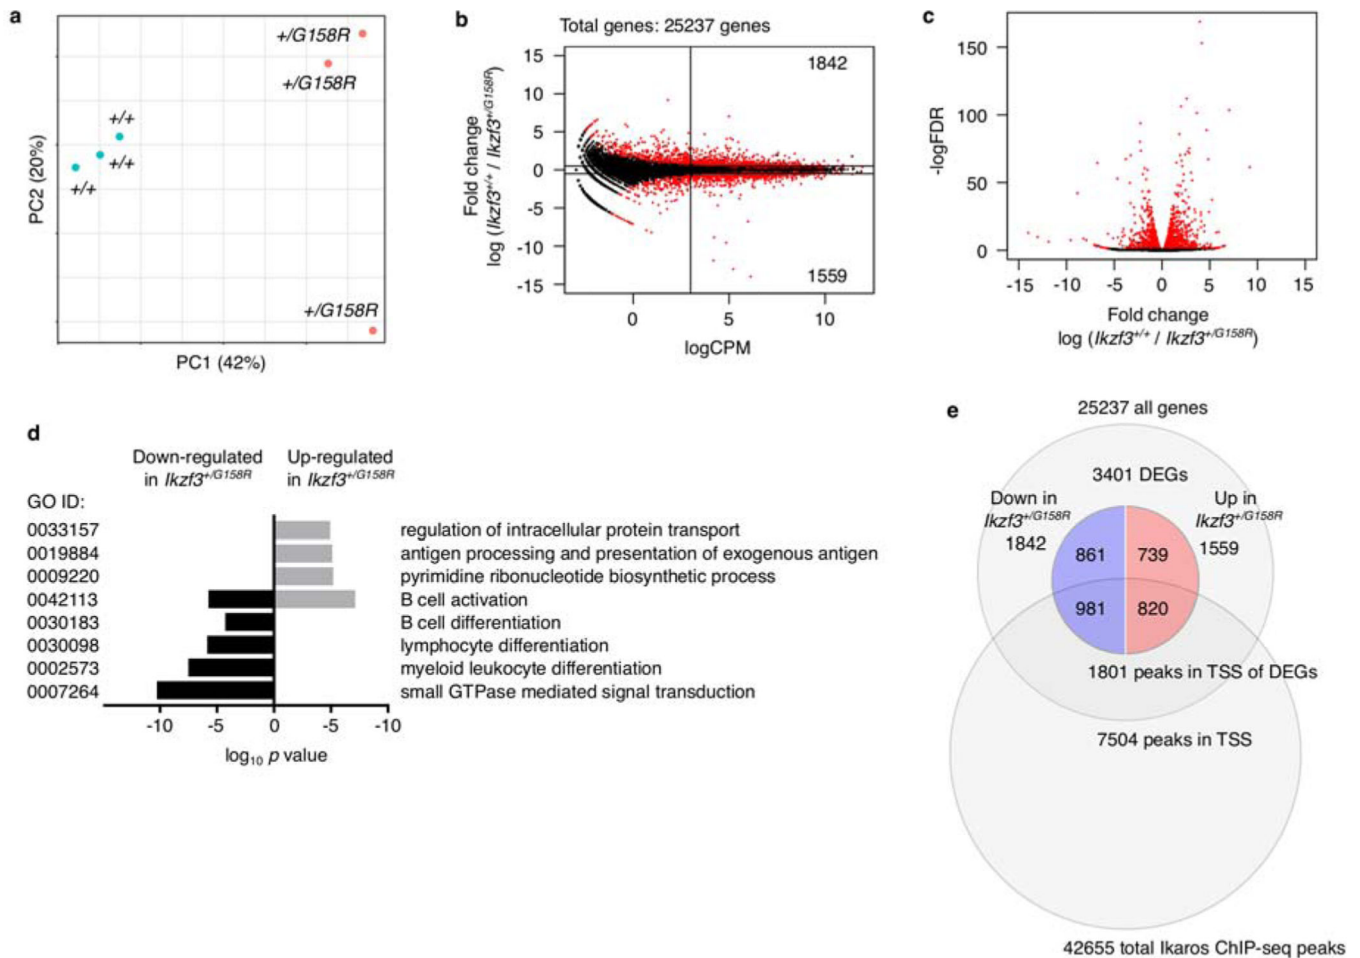 a
+/G158R
+/G158R
+/+
+/+
+/+
+/G158R
PC2 (20%)
PC1 (42%)
b
Total genes: 25237 genes
Fold change
log (Ikzf3+/+ / Ikzf3+/G158R)
15
10
5
0
-5
-10
-15
1842
1559
0 5 10
logCPM
c
-logFDR
150
100
50
0
-15 -10 -5 0 5 10 15
Fold change
log (Ikzf3+/+ / Ikzf3+/G158R)
d
Down-regulated
in Ikzf3+/G158R
Up-regulated
in Ikzf3+/G158R
GO ID:
0033157 regulation of intracellular protein transport
0019884 antigen processing and presentation of exogenous antigen
0009220 pyrimidine ribonucleotide biosynthetic process
0042113 B cell activation
0030183 B cell differentiation
0030098 lymphocyte differentiation
0002573 myeloid leukocyte differentiation
0007264 small GTPase mediated signal transduction
-10 -5 0 -5 -10
log10 p value
e
25237 all genes
3401 DEGs
Down in
Ikzf3+/G158R
1842
Up in
Ikzf3+/G158R
1559
861 739
981 820
1801 peaks in TSS of DEGs
7504 peaks in TSS
42655 total Ikaros ChIP-seq peaks